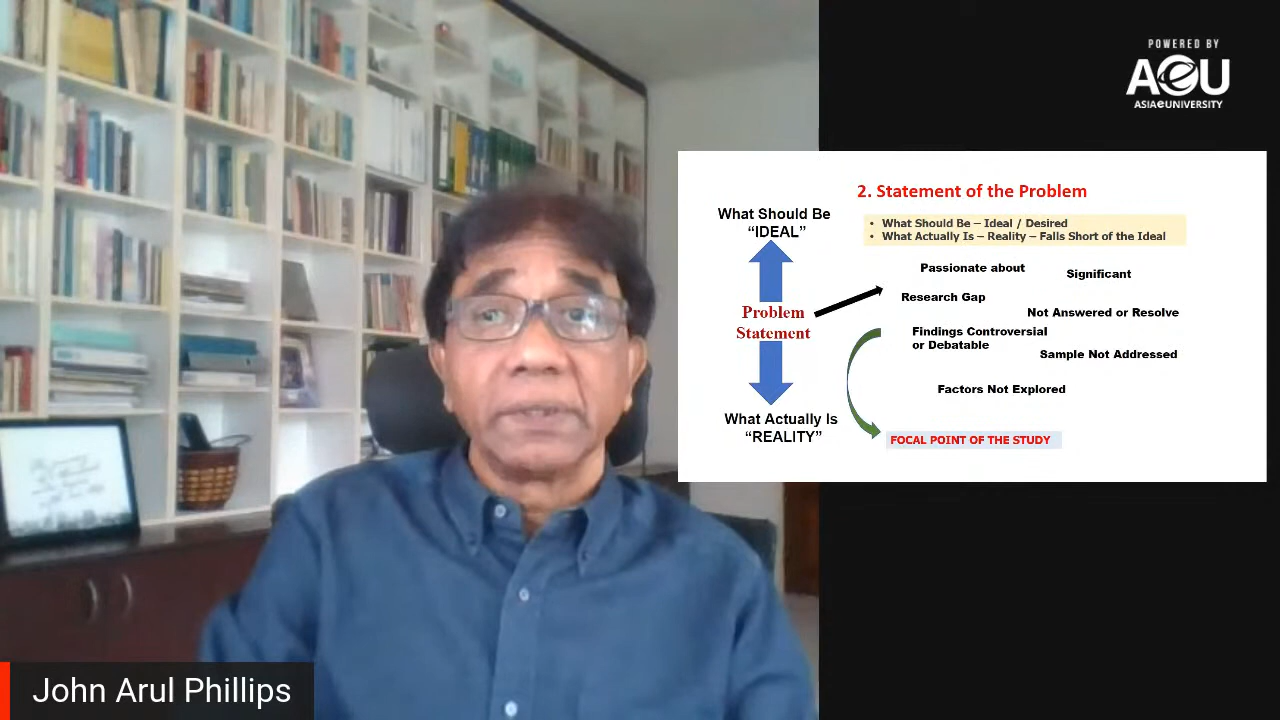 POWERED BY
AeU
ASIAeUNIVERSITY
2. Statement of the Problem
What Should Be
“IDEAL”
• What Should Be – Ideal / Desired
• What Actually Is – Reality – Falls Short of the Ideal
Passionate about
Significant
Research Gap
Problem
Statement
Not Answered or Resolve
Findings Controversial
or Debatable
Sample Not Addressed
Factors Not Explored
What Actually Is
“REALITY”
FOCAL POINT OF THE STUDY
John Arul Phillips